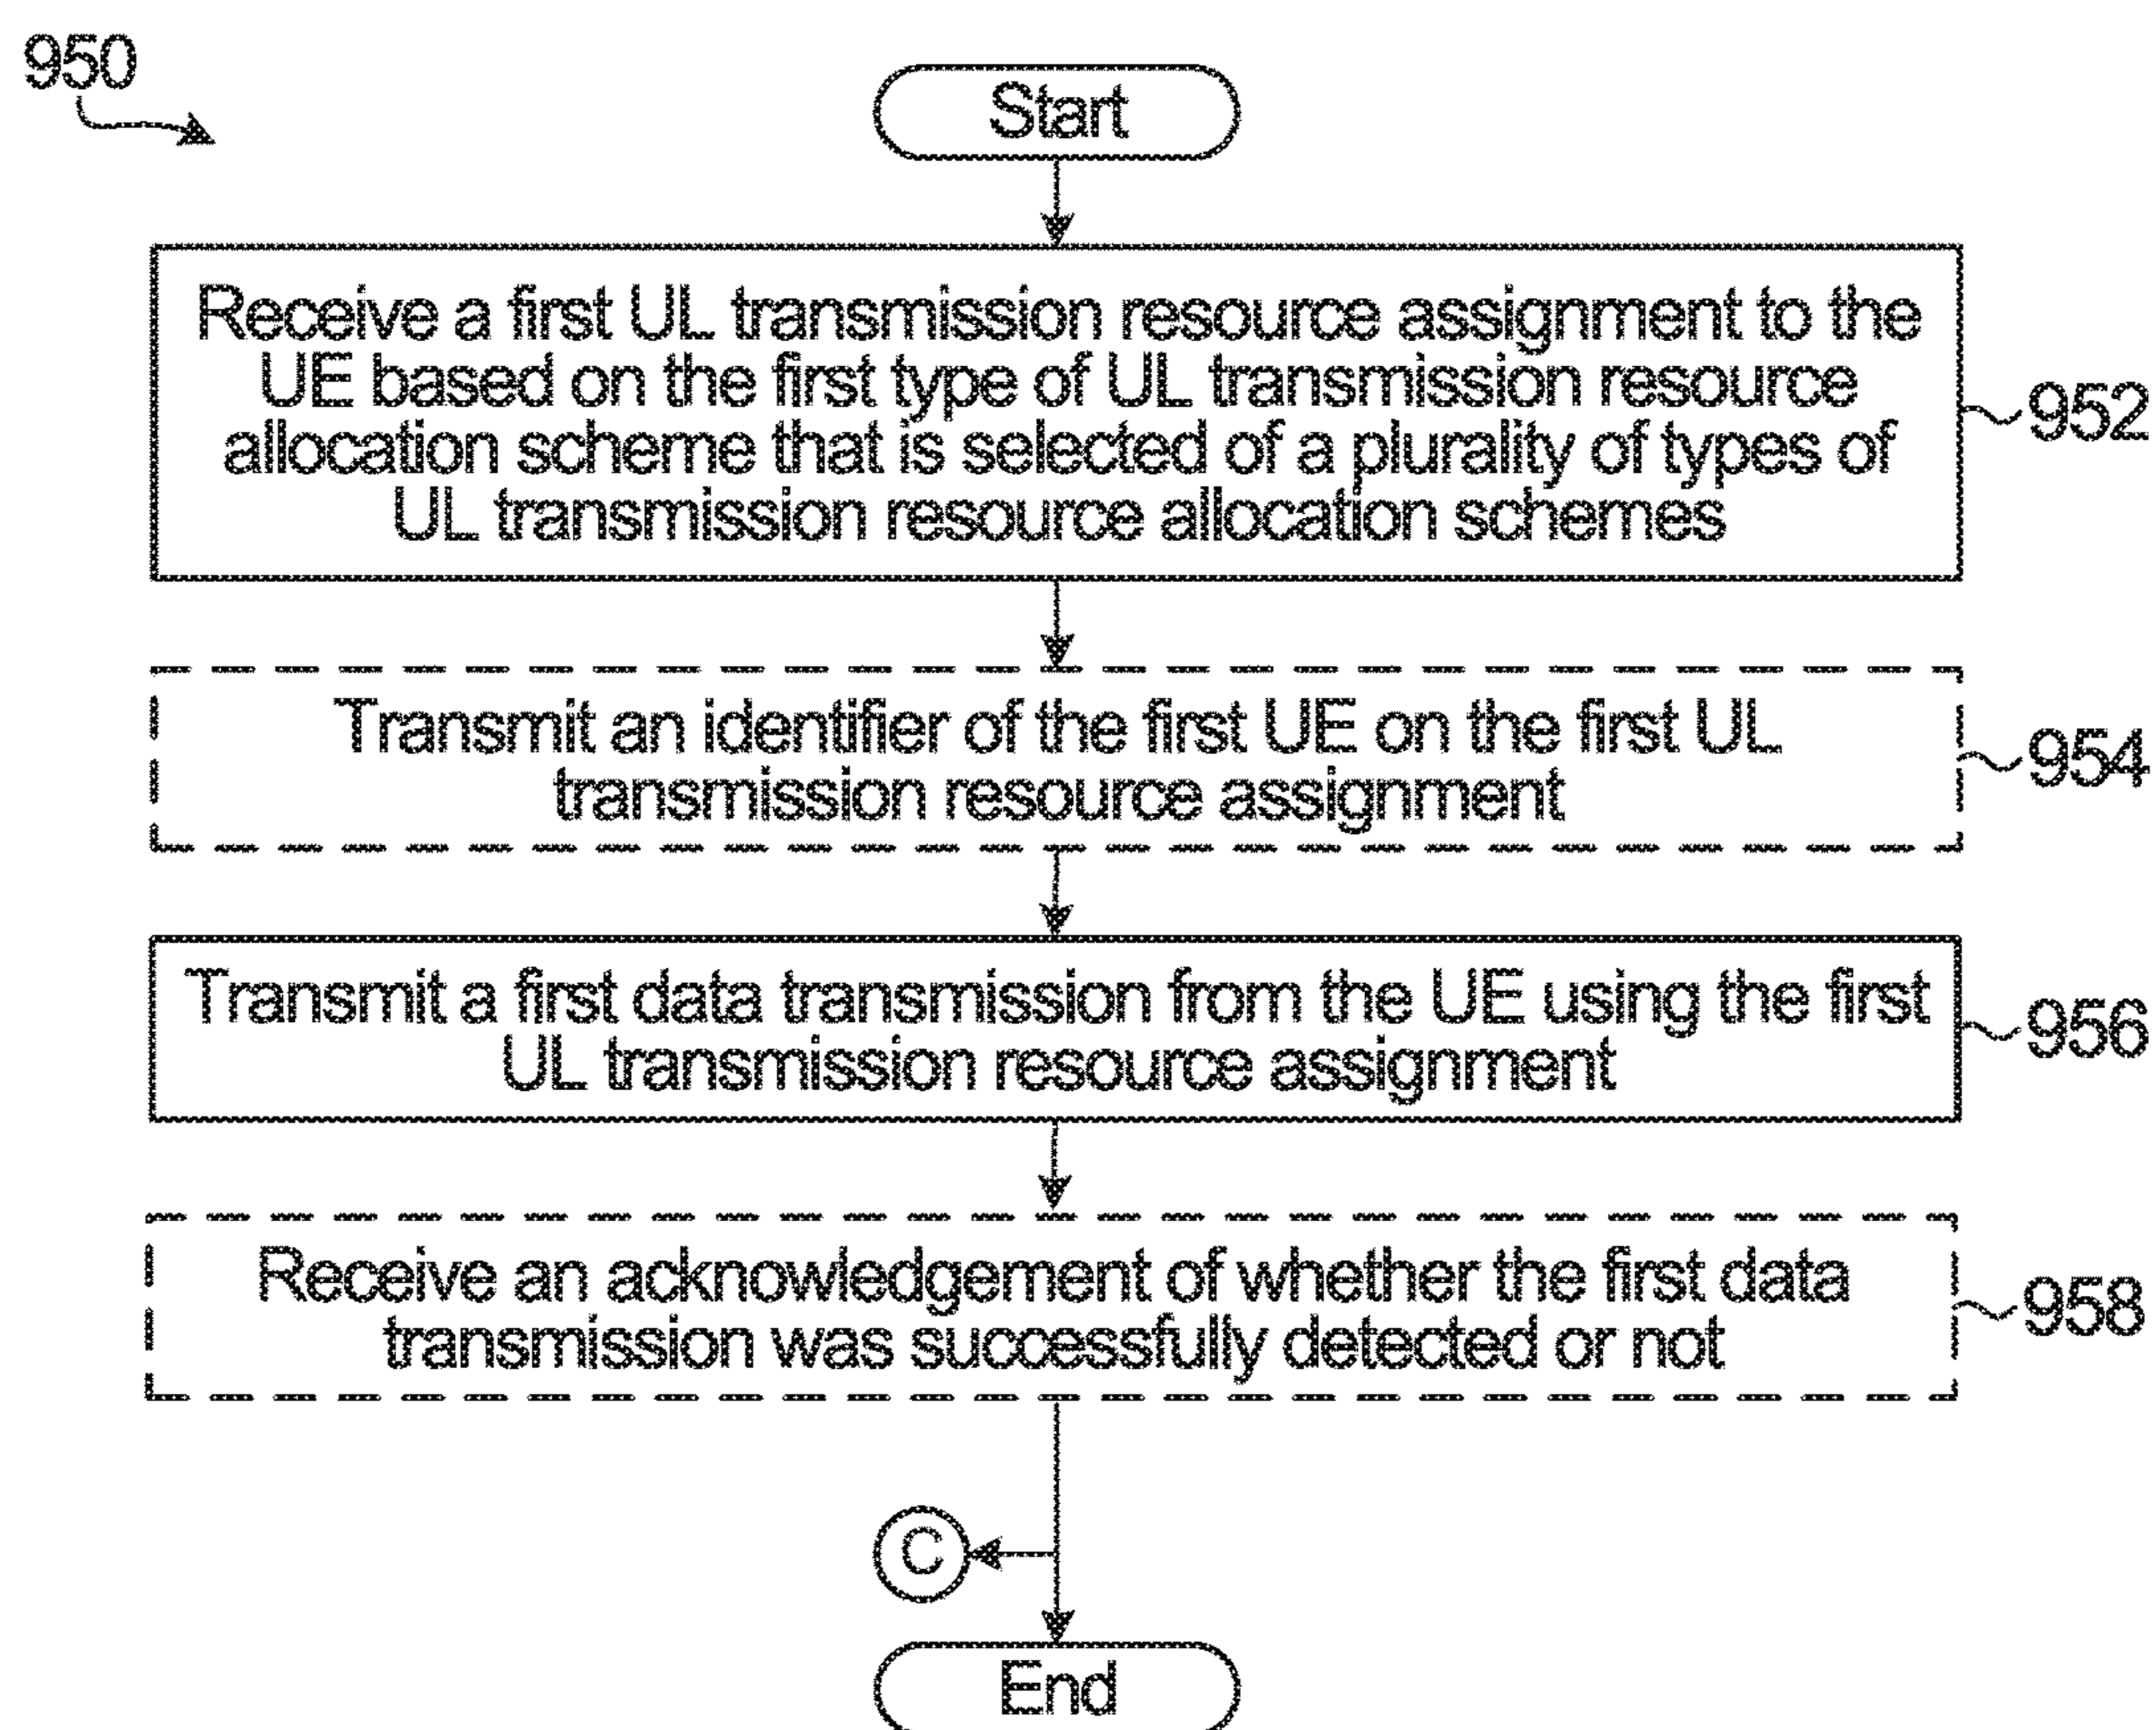 950
Start
Receive a first UL transmission resource assignment to the
UE based on the first type of UL transmission resource
allocation scheme that is selected of a plurality of types of
UL transmission resource allocation schemes
952
Transmit an identifier of the first UE on the first UL
transmission resource assignment
954
Transmit a first data transmission from the UE using the first
UL transmission resource assignment
956
Receive an acknowledgement of whether the first data
transmission was successfully detected or not
958
C
End